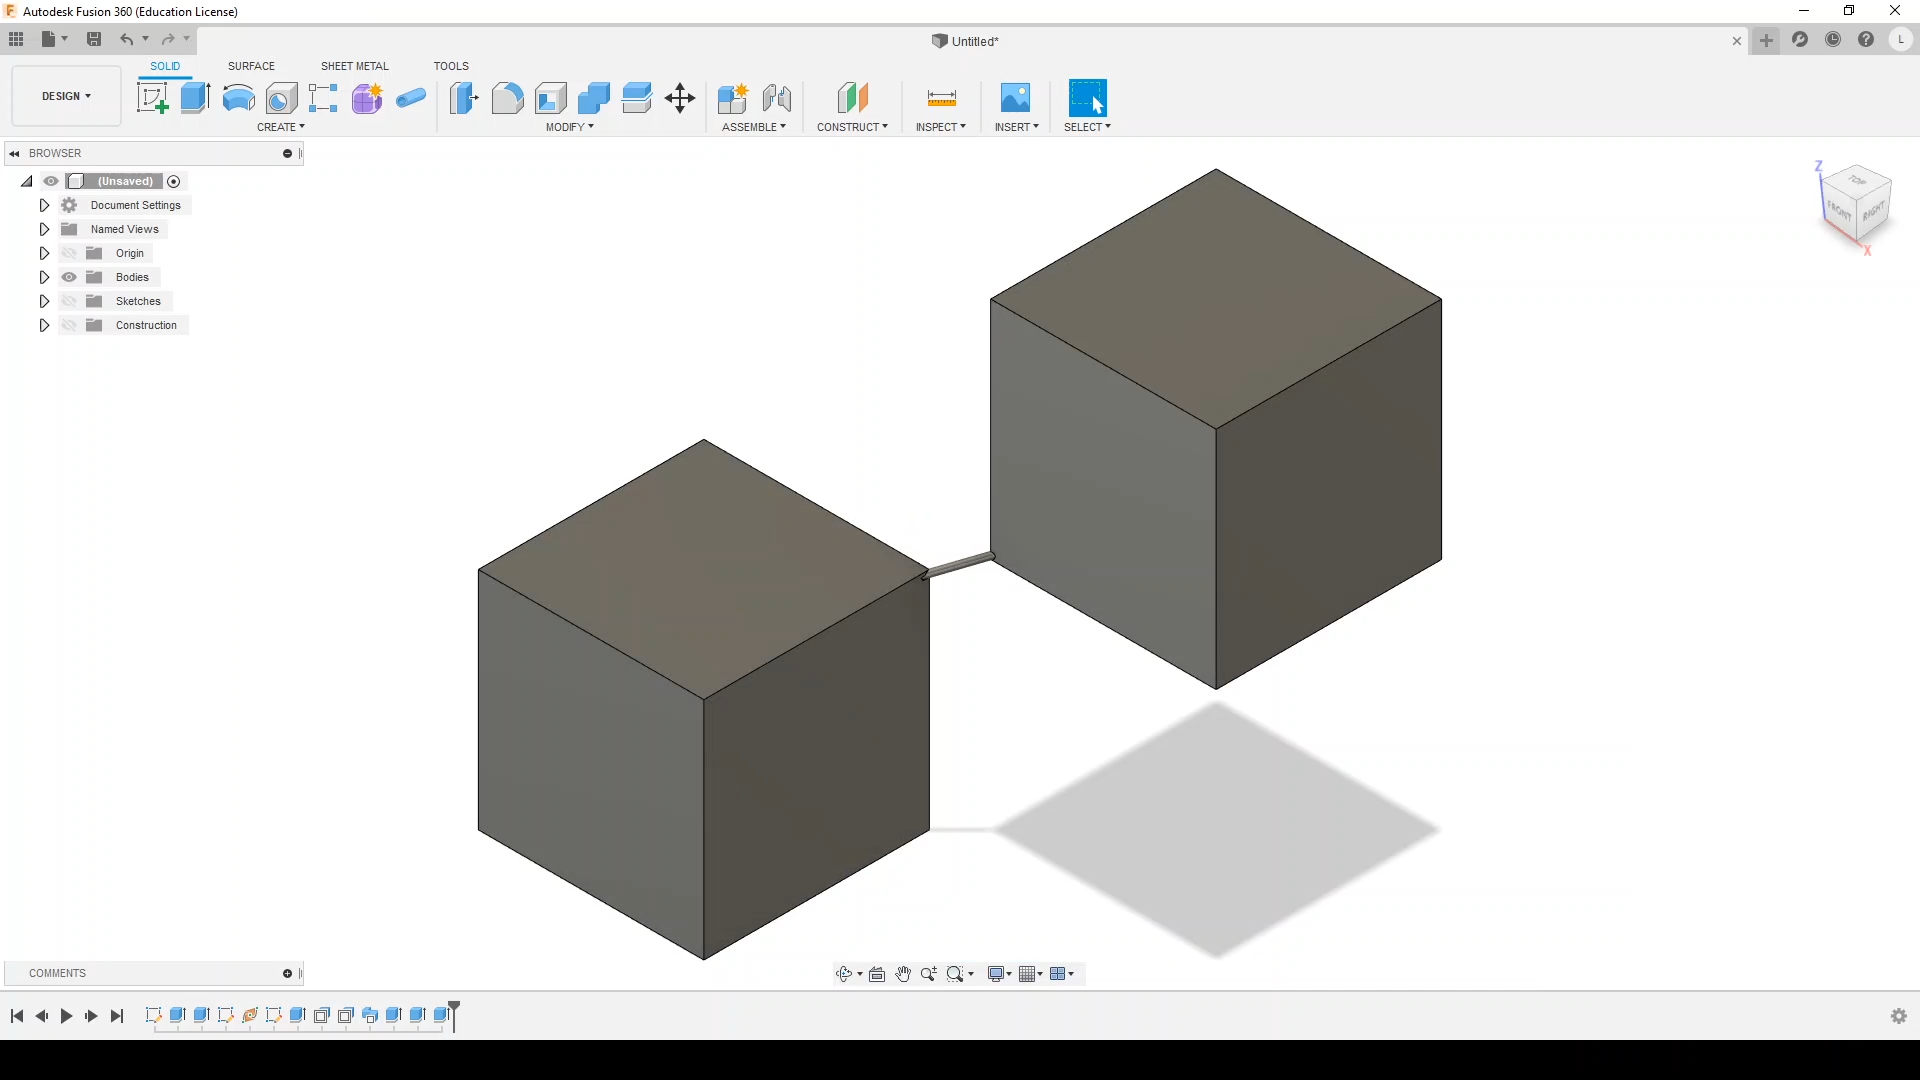 Autodesk Fusion 360 (Education License)
Untitled*
L
SOLID
SURFACE
SHEET METAL
TOOLS
DESIGN
CREATE
MODIFY
ASSEMBLE
CONSTRUCT
INSPECT
INSERT
SELECT
BROWSER
(Unsaved)
Document Settings
Named Views
Origin
Bodies
Sketches
Construction
Z
TOP
FRONT
RIGHT
X
COMMENTS